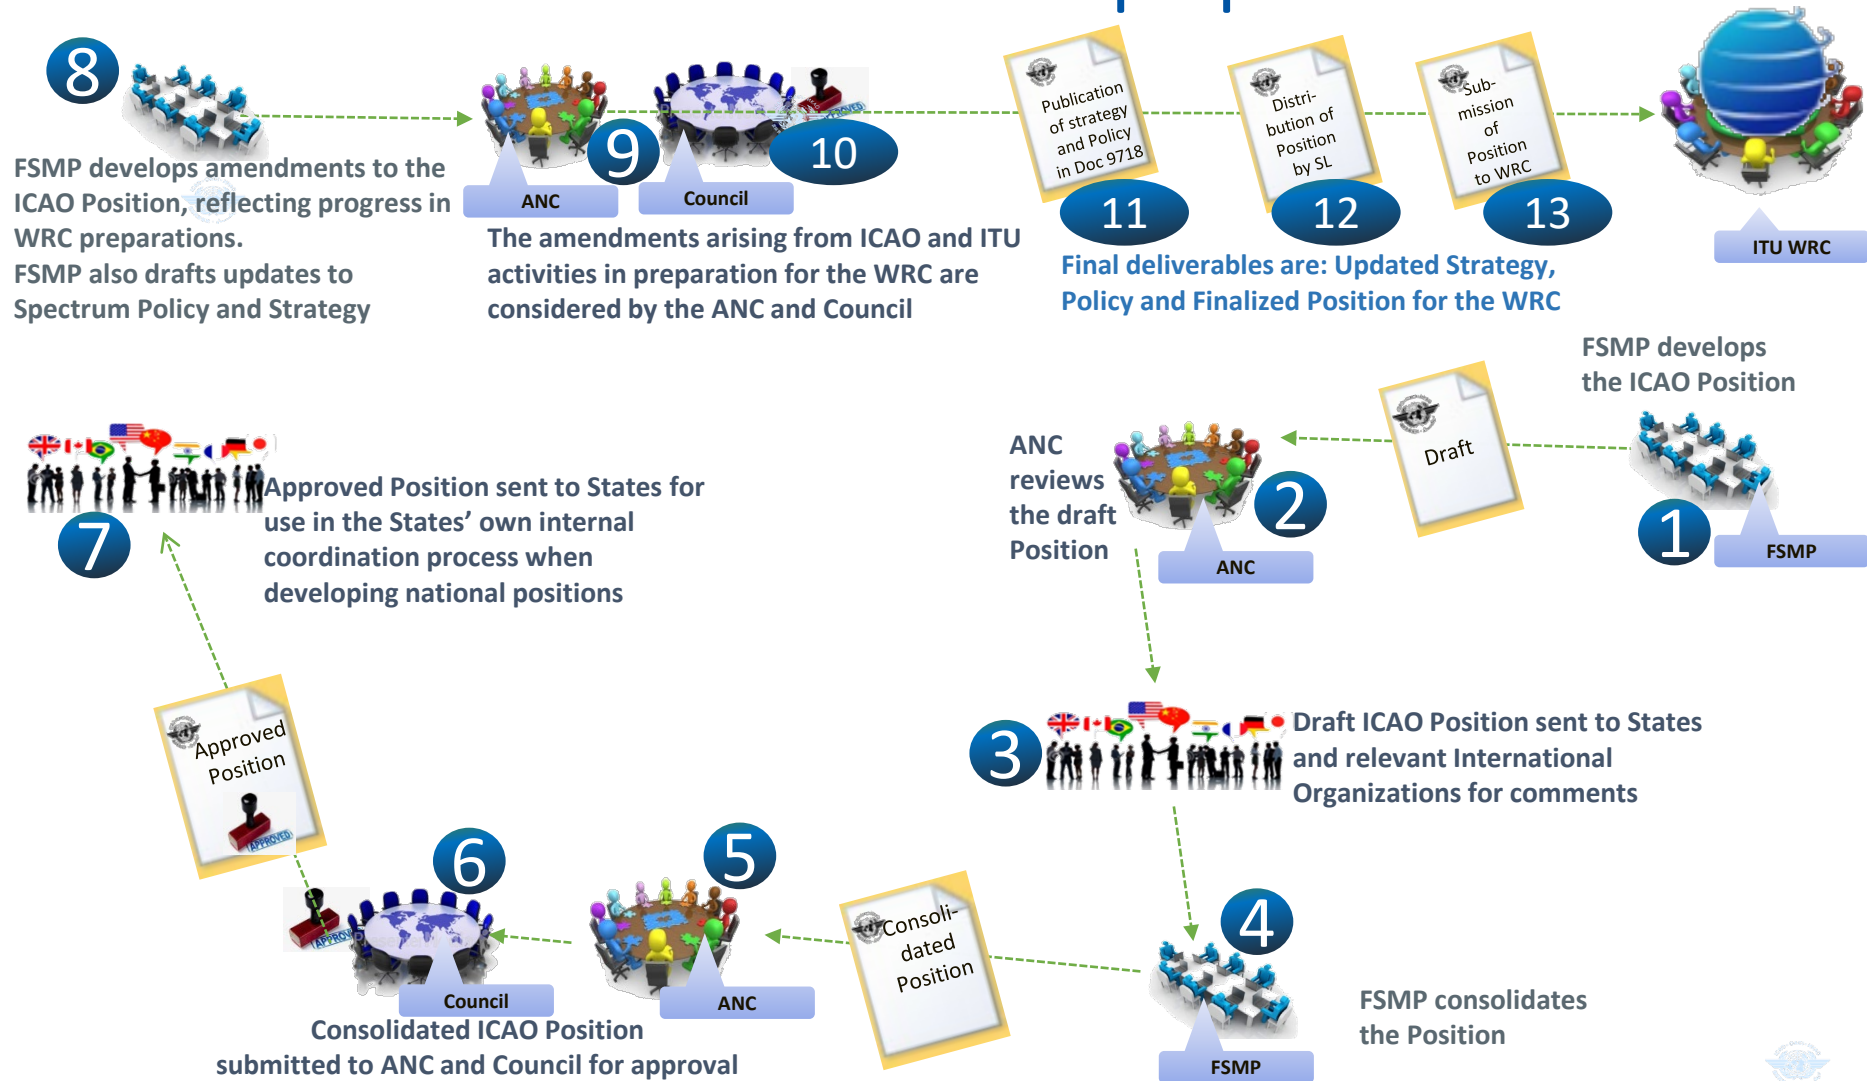 8
FSMP develops amendments to the
ICAO Position, reflecting progress in
WRC preparations.
FSMP also drafts updates to
Spectrum Policy and Strategy
ANC
9
Council
APPROVED
10
The amendments arising from ICAO and ITU
activities in preparation for the WRC are
considered by the ANC and Council
Publication
of strategy
and Policy
in Doc 9718
11
Distri-
bution of
Position
by SL
12
Sub-
mission
of
Position
to WRC
13
ITU WRC
Final deliverables are: Updated Strategy,
Policy and Finalized Position for the WRC
FSMP develops
the ICAO Position
1
FSMP
Draft
ANC
reviews
the draft
Position
2
ANC
3
Draft ICAO Position sent to States
and relevant International
Organizations for comments
4
FSMP
FSMP consolidates
the Position
Consoli-
dated
Position
5
ANC
6
Council
Consolidated ICAO Position
submitted to ANC and Council for approval
Approved
Position
APPROVED
7
Approved Position sent to States for
use in the States’ own internal
coordination process when
developing national positions